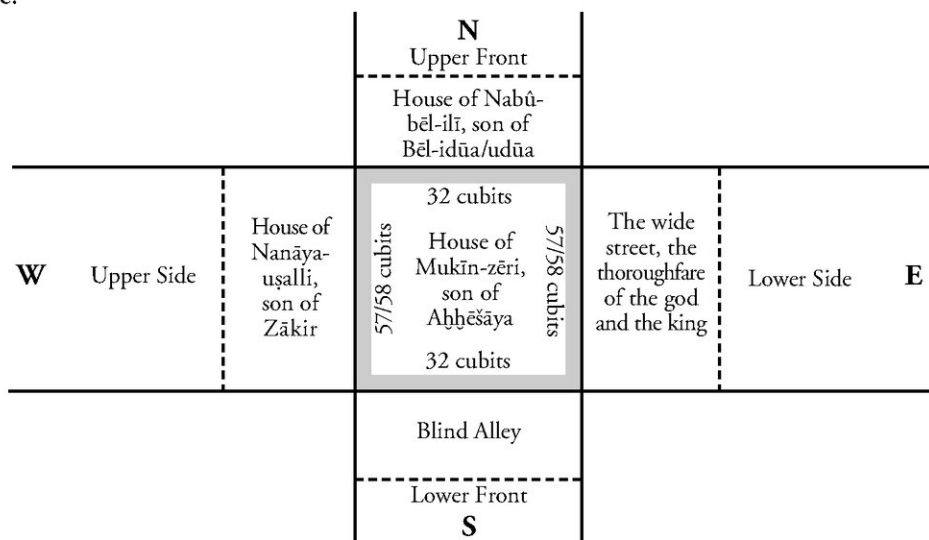 c.
N
Upper Front
House of Nabû-
bēl-ilī, son of
Bēl-idūa/udūa
W
Upper Side
House of
Nanāya-
uṣalli,
son of
Zākir
32 cubits
57/58 cubits
House of
Mukīn-zēri,
son of
Aḫḫēšāya
57/58 cubits
32 cubits
The wide
street, the
thoroughfare
of the god
and the king
Lower Side
E
Blind Alley
Lower Front
S